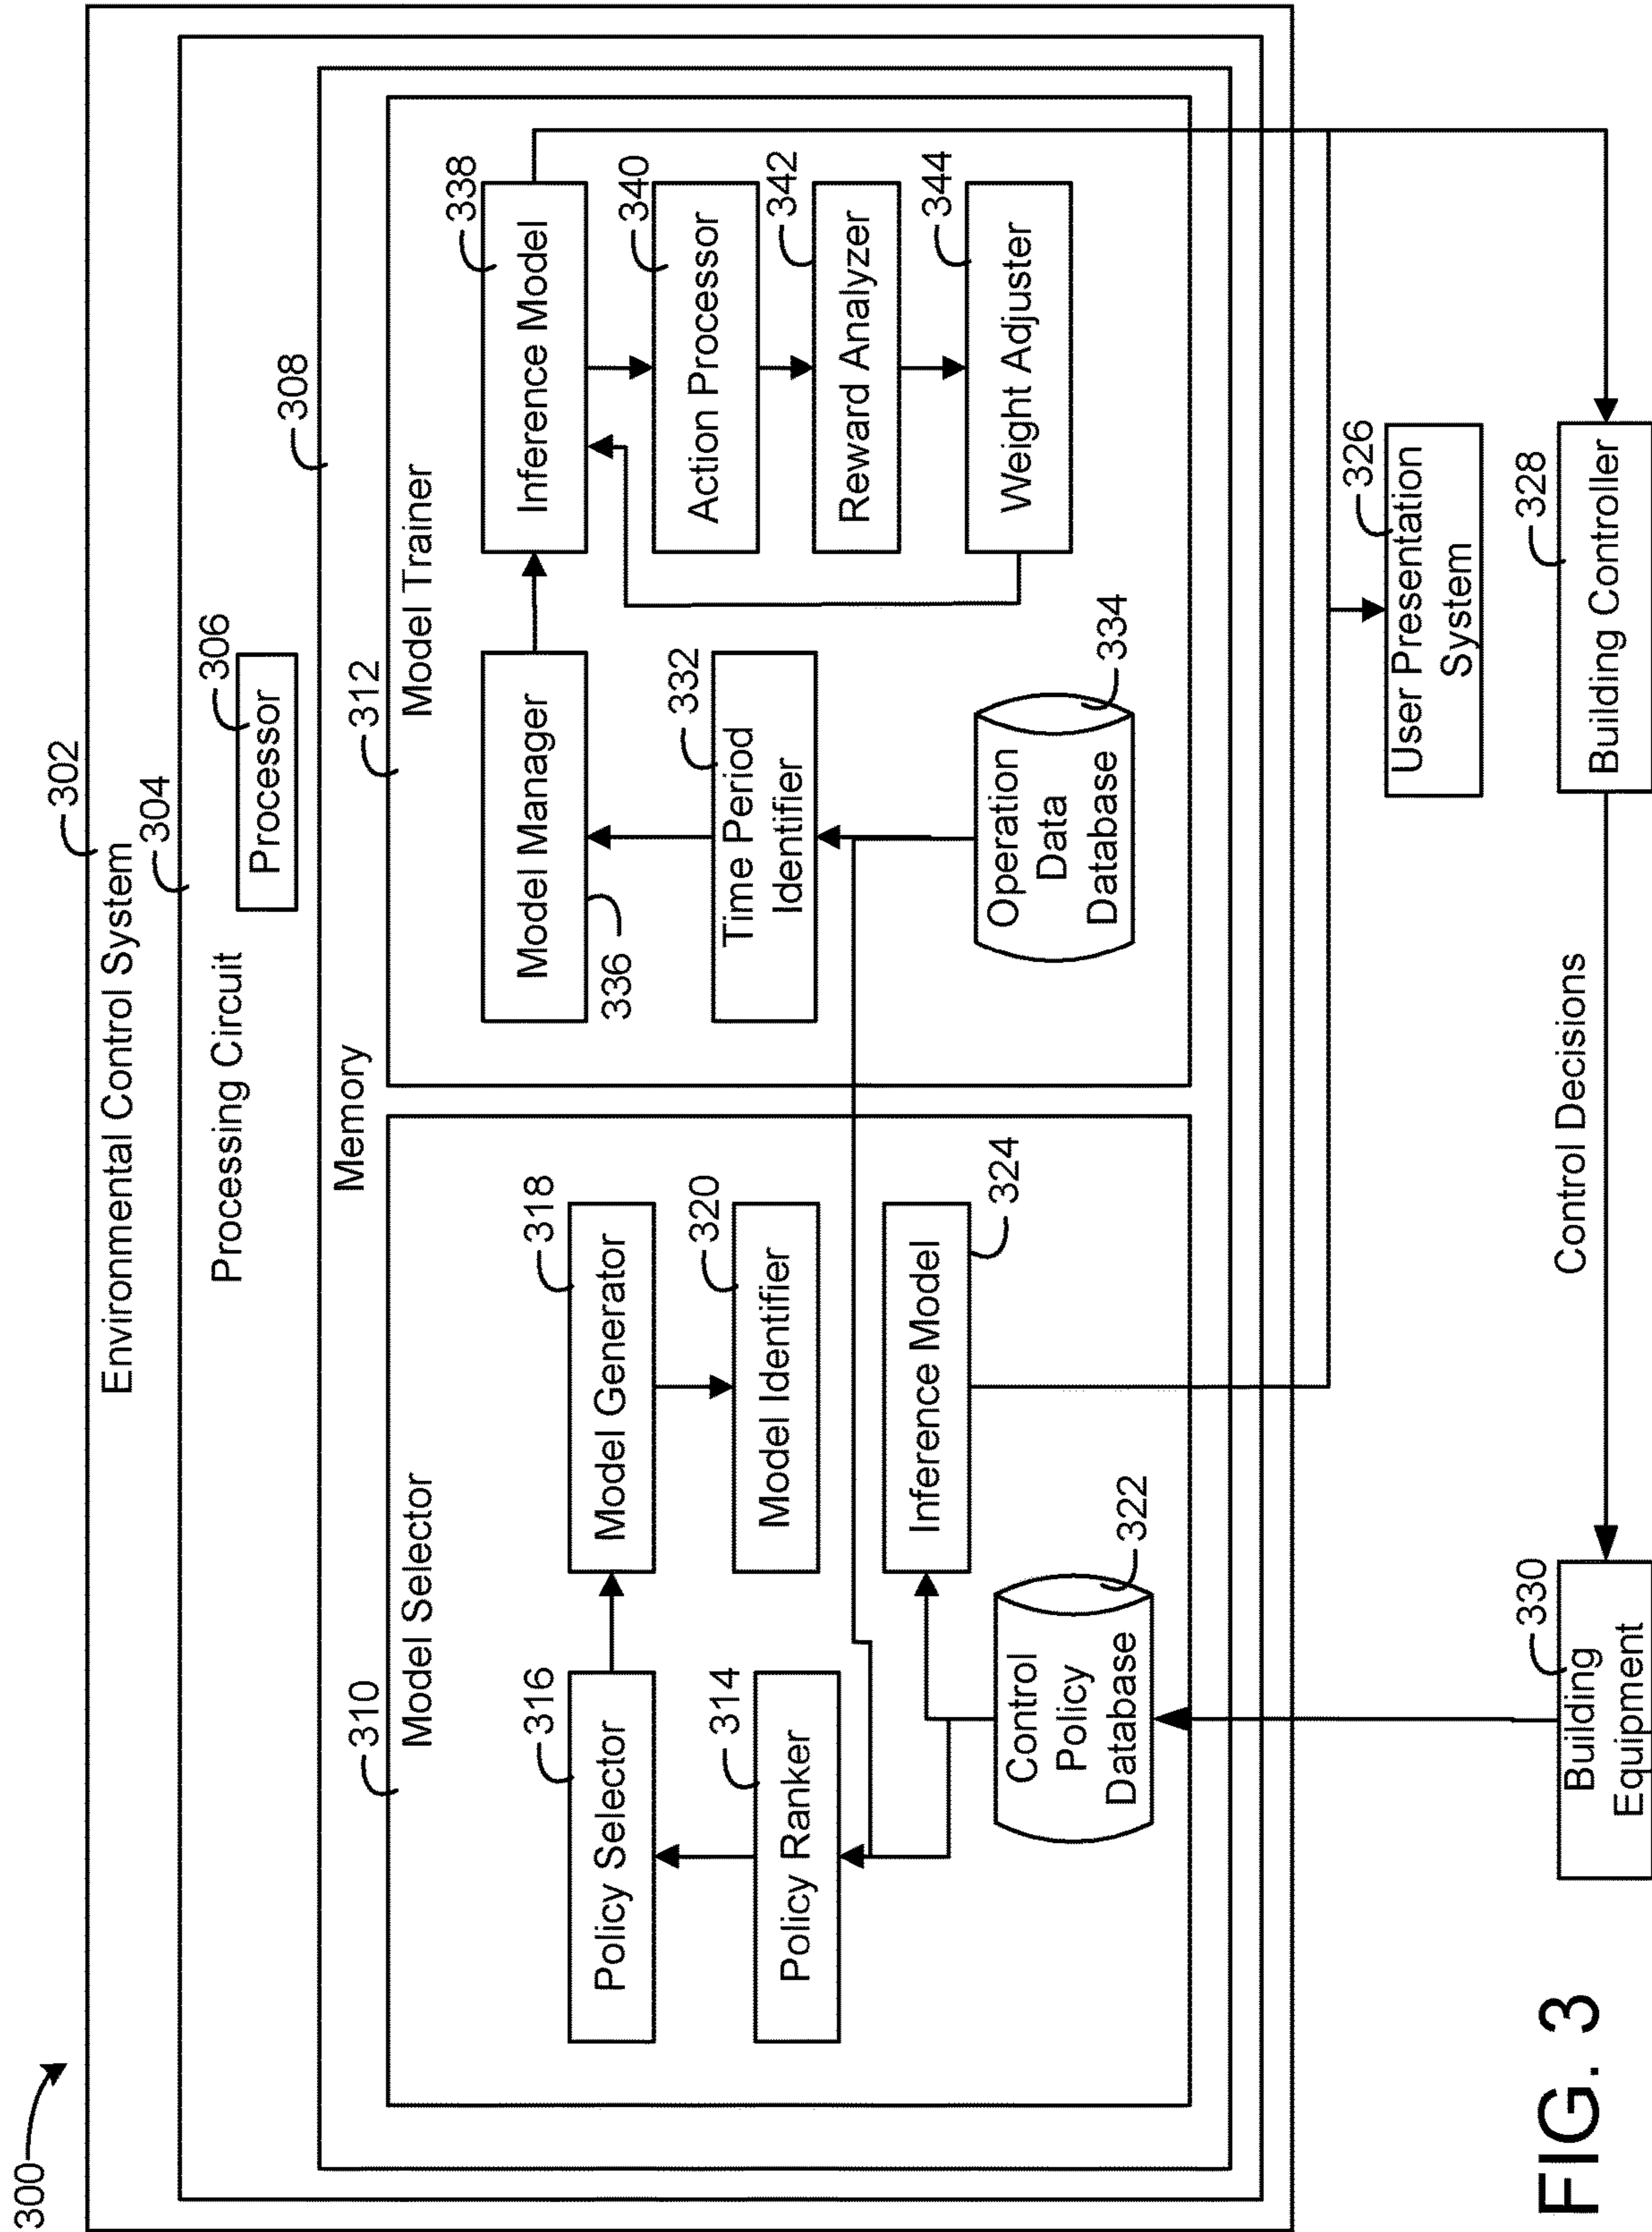 300
302
Environmental Control System
304
Processing Circuit
306
Processor
308
Memory
310
Model Selector
316
Policy Selector
318
Model Generator
314
Policy Ranker
320
Model Identifier
324
Inference Model
322
Control
Policy
Database
312
Model Trainer
Model Manager
336
338
Inference Model
332
Time Period
Identifier
340
Action Processor
342
Reward Analyzer
334
Operation
Data
Database
344
Weight Adjuster
326
User Presentation
System
330
Building
Equipment
Control Decisions
328
Building Controller
FIG. 3